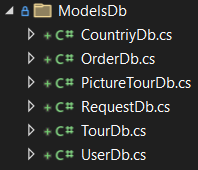 ModelsDb
+ C# CountriyDb.cs
+ C# OrderDb.cs
+ C# PictureTourDb.cs
+ C# RequestDb.cs
+ C# TourDb.cs
+ C# UserDb.cs